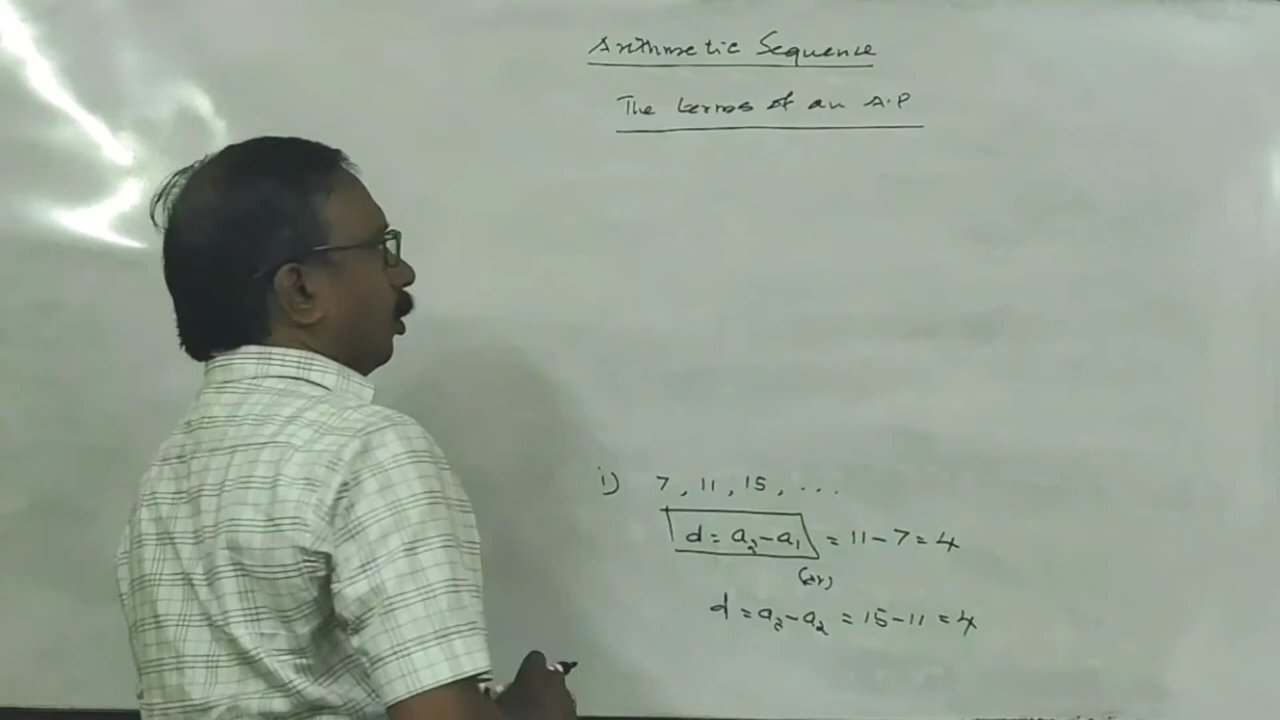 Arithmetic Sequence
The terms of an A.P
i) 7, 11, 15, ...
d = a₂-a₁ = 11-7 = 4
(or)
d = a₃-a₂ = 15-11 = 4